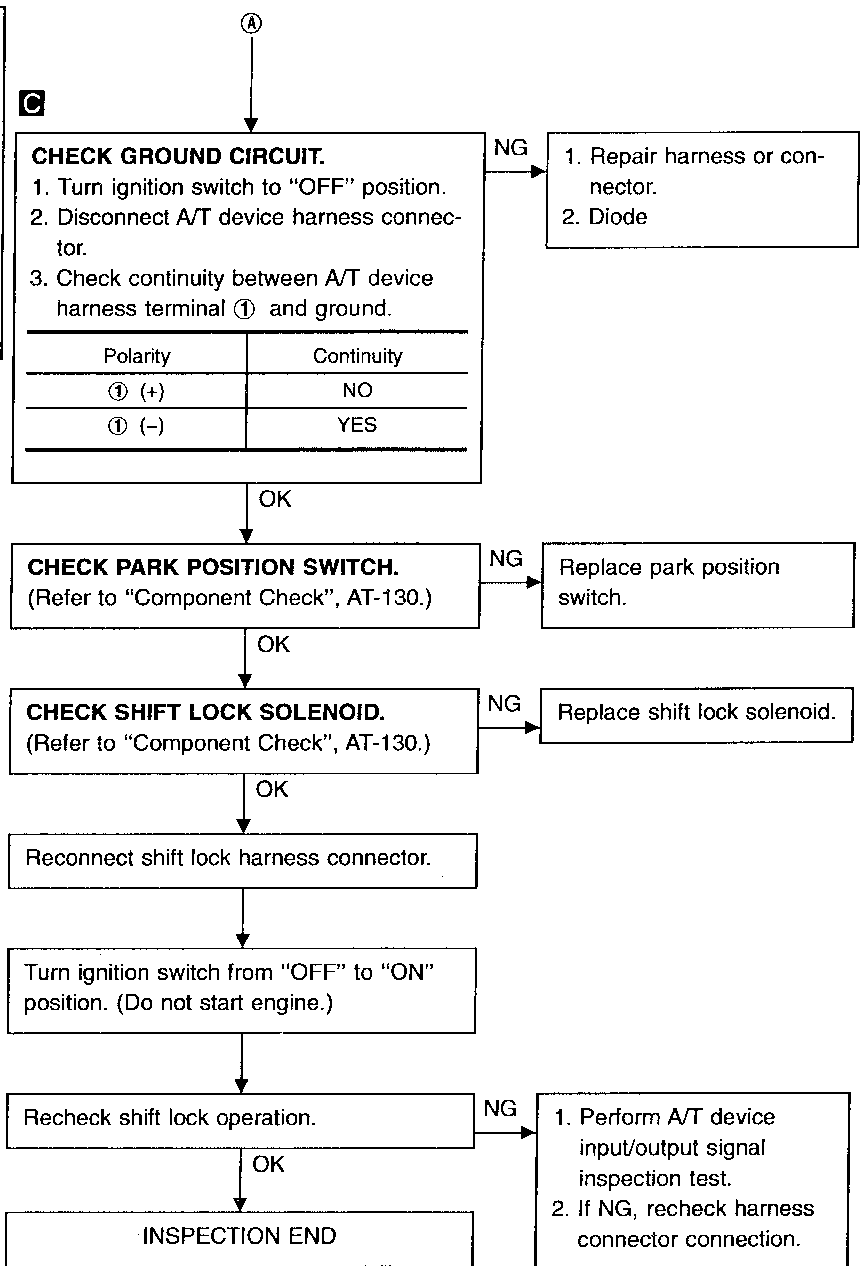 Ⓐ
C
CHECK GROUND CIRCUIT.
1. Turn ignition switch to “OFF” position.
2. Disconnect A/T device harness connec-
tor.
3. Check continuity between A/T device
harness terminal ① and ground.
Polarity Continuity
① (+) NO
① (−) YES
NG
1. Repair harness or con-
nector.
2. Diode
OK
CHECK PARK POSITION SWITCH.
(Refer to “Component Check”, AT-130.)
NG
Replace park position
switch.
OK
CHECK SHIFT LOCK SOLENOID.
(Refer to “Component Check”, AT-130.)
NG
Replace shift lock solenoid.
OK
Reconnect shift lock harness connector.
Turn ignition switch from “OFF” to “ON”
position. (Do not start engine.)
Recheck shift lock operation.
NG
1. Perform A/T device
input/output signal
inspection test.
2. If NG, recheck harness
connector connection.
OK
INSPECTION END